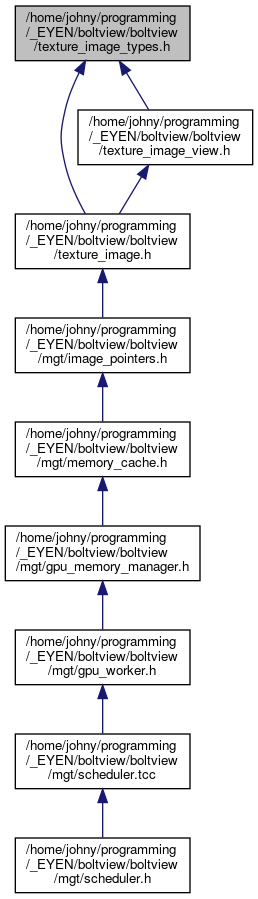 /home/johny/programming
/_EYEN/boltview/boltview
/texture_image_types.h
/home/johny/programming
/_EYEN/boltview/boltview
/texture_image_view.h
/home/johny/programming
/_EYEN/boltview/boltview
/texture_image.h
/home/johny/programming
/_EYEN/boltview/boltview
/mgt/image_pointers.h
/home/johny/programming
/_EYEN/boltview/boltview
/mgt/memory_cache.h
/home/johny/programming
/_EYEN/boltview/boltview
/mgt/gpu_memory_manager.h
/home/johny/programming
/_EYEN/boltview/boltview
/mgt/gpu_worker.h
/home/johny/programming
/_EYEN/boltview/boltview
/mgt/scheduler.tcc
/home/johny/programming
/_EYEN/boltview/boltview
/mgt/scheduler.h